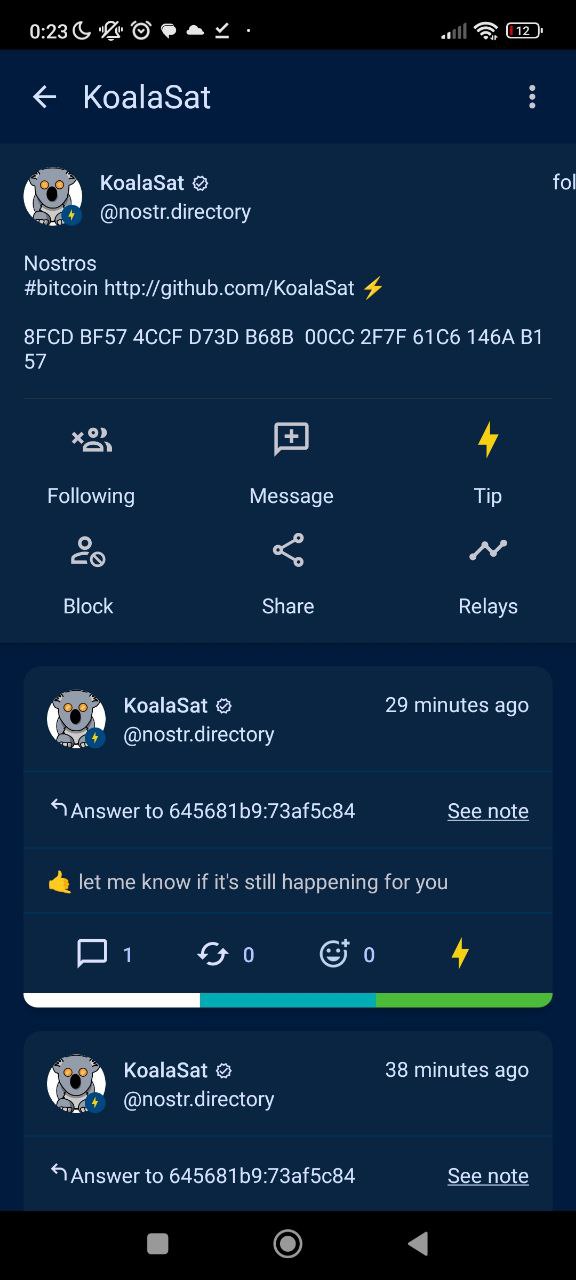 0:23
12
KoalaSat
KoalaSat
fol
@nostr.directory
Nostros
#bitcoin http://github.com/KoalaSat ⚡
8FCD BF57 4CCF D73D B68B  00CC 2F7F 61C6 146A B1
57
Following
Message
Tip
Block
Share
Relays
KoalaSat
29 minutes ago
@nostr.directory
Answer to 645681b9:73af5c84
See note
🤙 let me know if it's still happening for you
1
0
0
KoalaSat
38 minutes ago
@nostr.directory
Answer to 645681b9:73af5c84
See note